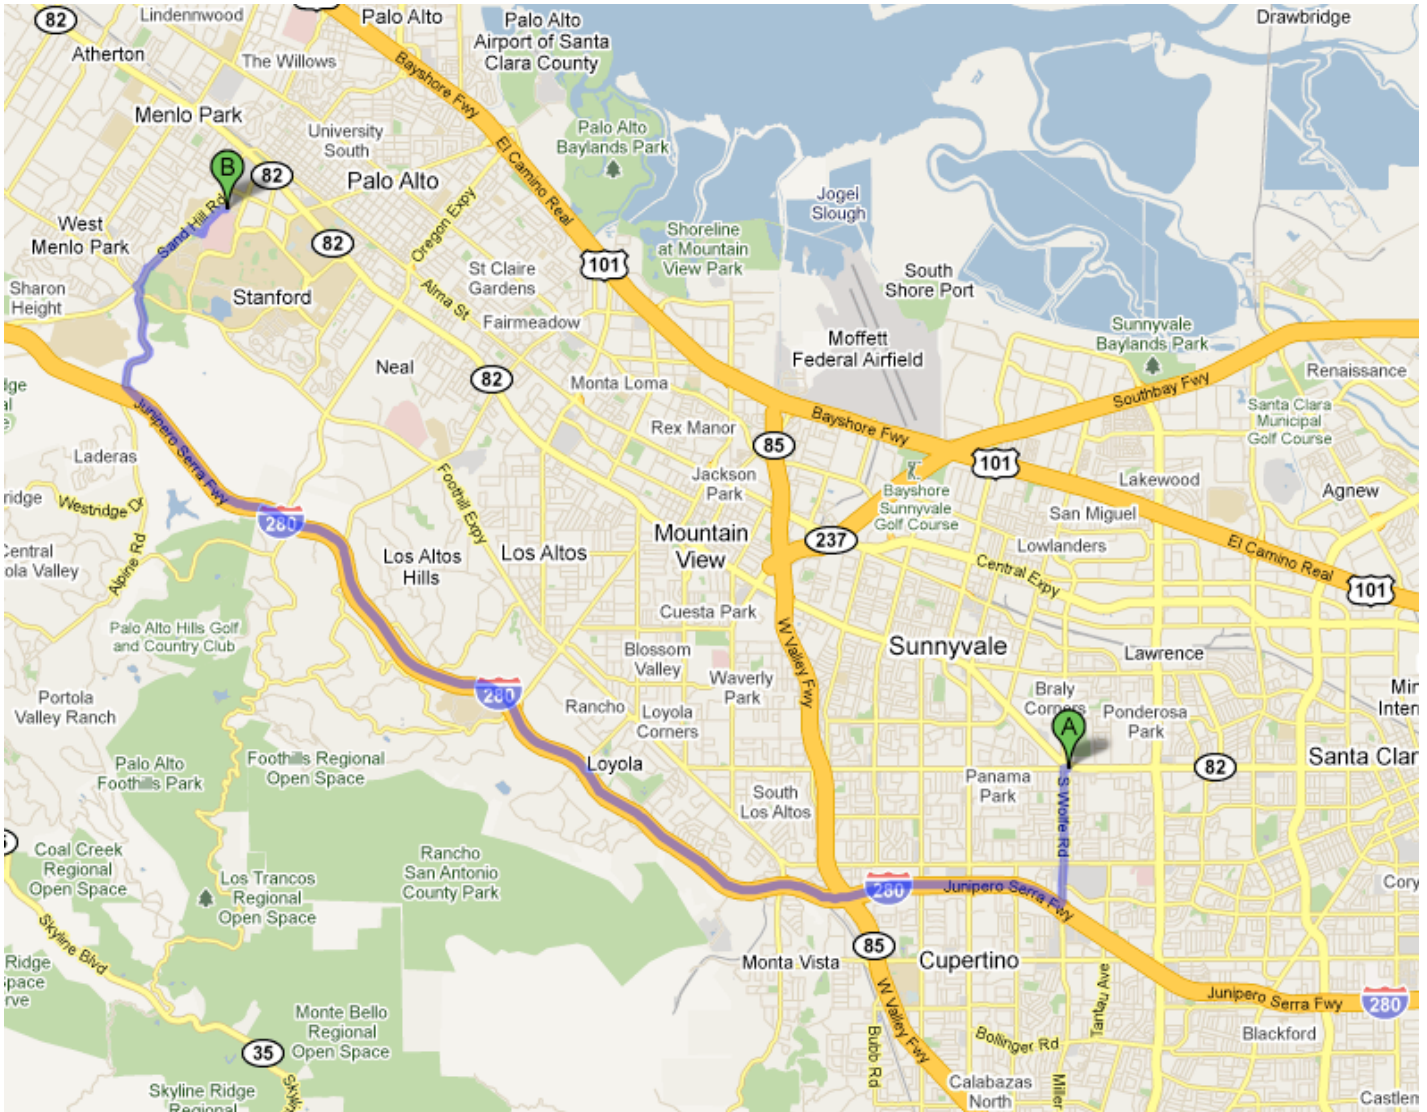 82
Lindennwood
Palo Alto
Palo Alto
Airport of Santa
Clara County
Drawbridge
Atherton
The Willows
Bayshore Fwy
Menlo Park
University
South
Palo Alto
Baylands Park
El Camino Real
B
82
Palo Alto
Jogel
Slough
West
Menlo Park
Sand Hill Rd
Oregon Expy
82
Shoreline
at Mountain
View Park
101
St Claire
Gardens
South
Shore Port
Sharon
Height
Stanford
Alma St
Fairmeadow
Moffett
Federal Airfield
Sunnyvale
Baylands Park
Neal
82
Monta Loma
Renaissance
Southbay Fwy
Junipero Serra Fwy
Rex Manor
Bayshore Fwy
Santa Clara
Municipal
Golf Course
85
Laderas
Foothill Expy
Jackson
Park
101
Lakewood
Agnew
ridge
Westridge Dr
Bayshore
Sunnyvale
Golf Course
San Miguel
280
Mountain
View
237
Lowlanders
El Camino Real
Central
ola Valley
Alpine Rd
Los Altos
Hills
Los Altos
Central Expy
101
Cuesta Park
Palo Alto Hills Golf
and Country Club
W Valley Fwy
Sunnyvale
Lawrence
Blossom
Valley
Waverly
Park
Portola
Valley Ranch
280
Rancho
Loyola
Corners
Braly
Corners
Ponderosa
Park
A
Palo Alto
Foothills Park
Foothills Regional
Open Space
Loyola
82
Santa Clar
Panama
Park
South
Los Altos
S Wolfe Rd
Coal Creek
Regional
Open Space
Rancho
San Antonio
County Park
Los Trancos
Regional
Open Space
280
Junipero Serra Fwy
Cory
Skyline Blvd
85
Monta Vista
Cupertino
Ridge
Space
rve
W Valley Fwy
Tantau Ave
Junipero Serra Fwy
280
Monte Bello
Regional
Open Space
Bubb Rd
Bollinger Rd
Blackford
35
Skyline Ridge
Regional
Calabazas
North
Miller